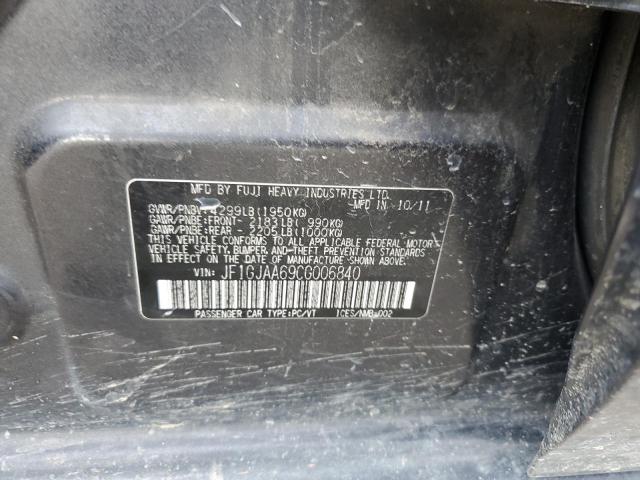 MFD BY FUJI HEAVY INDUSTRIES LTD.
MFD IN 10/11
GVWR/PNBV: 4299LB(1950KG)
GAWR/PNBE:FRONT- 2183LB( 990KG)
GAWR/PNBE:REAR - 2205LB(1000KG)
THIS VEHICLE CONFORMS TO ALL APPLICABLE FEDERAL MOTOR
VEHICLE SAFETY, BUMPER, AND THEFT PREVENTION STANDARDS
IN EFFECT ON THE DATE OF MANUFACTURE SHOWN ABOVE.
VIN: JF1GJAA69CG006840
PASSENGER CAR TYPE:PC/VT ICES/NMB-002